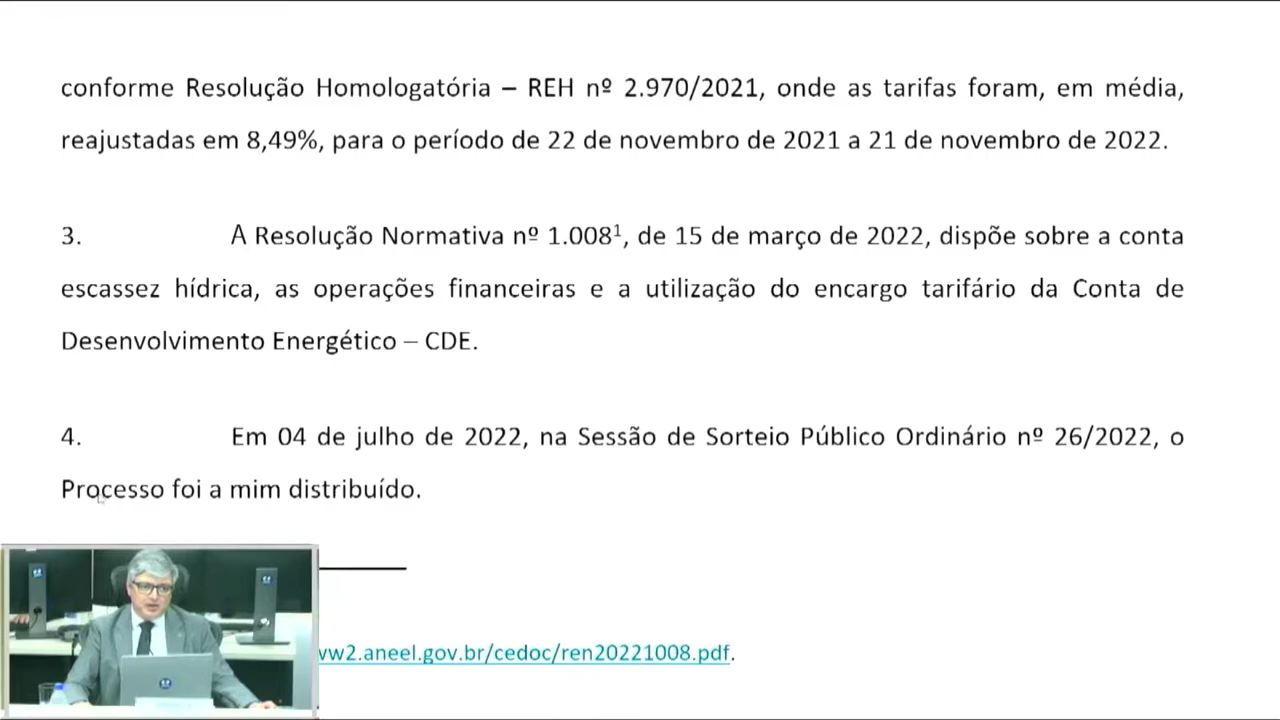 conforme Resolução Homologatória – REH nº 2.970/2021, onde as tarifas foram, em média,
reajustadas em 8,49%, para o período de 22 de novembro de 2021 a 21 de novembro de 2022.
3. A Resolução Normativa nº 1.008¹, de 15 de março de 2022, dispõe sobre a conta
escassez hídrica, as operações financeiras e a utilização do encargo tarifário da Conta de
Desenvolvimento Energético – CDE.
4. Em 04 de julho de 2022, na Sessão de Sorteio Público Ordinário nº 26/2022, o
Processo foi a mim distribuído.
ww2.aneel.gov.br/cedoc/ren20221008.pdf.